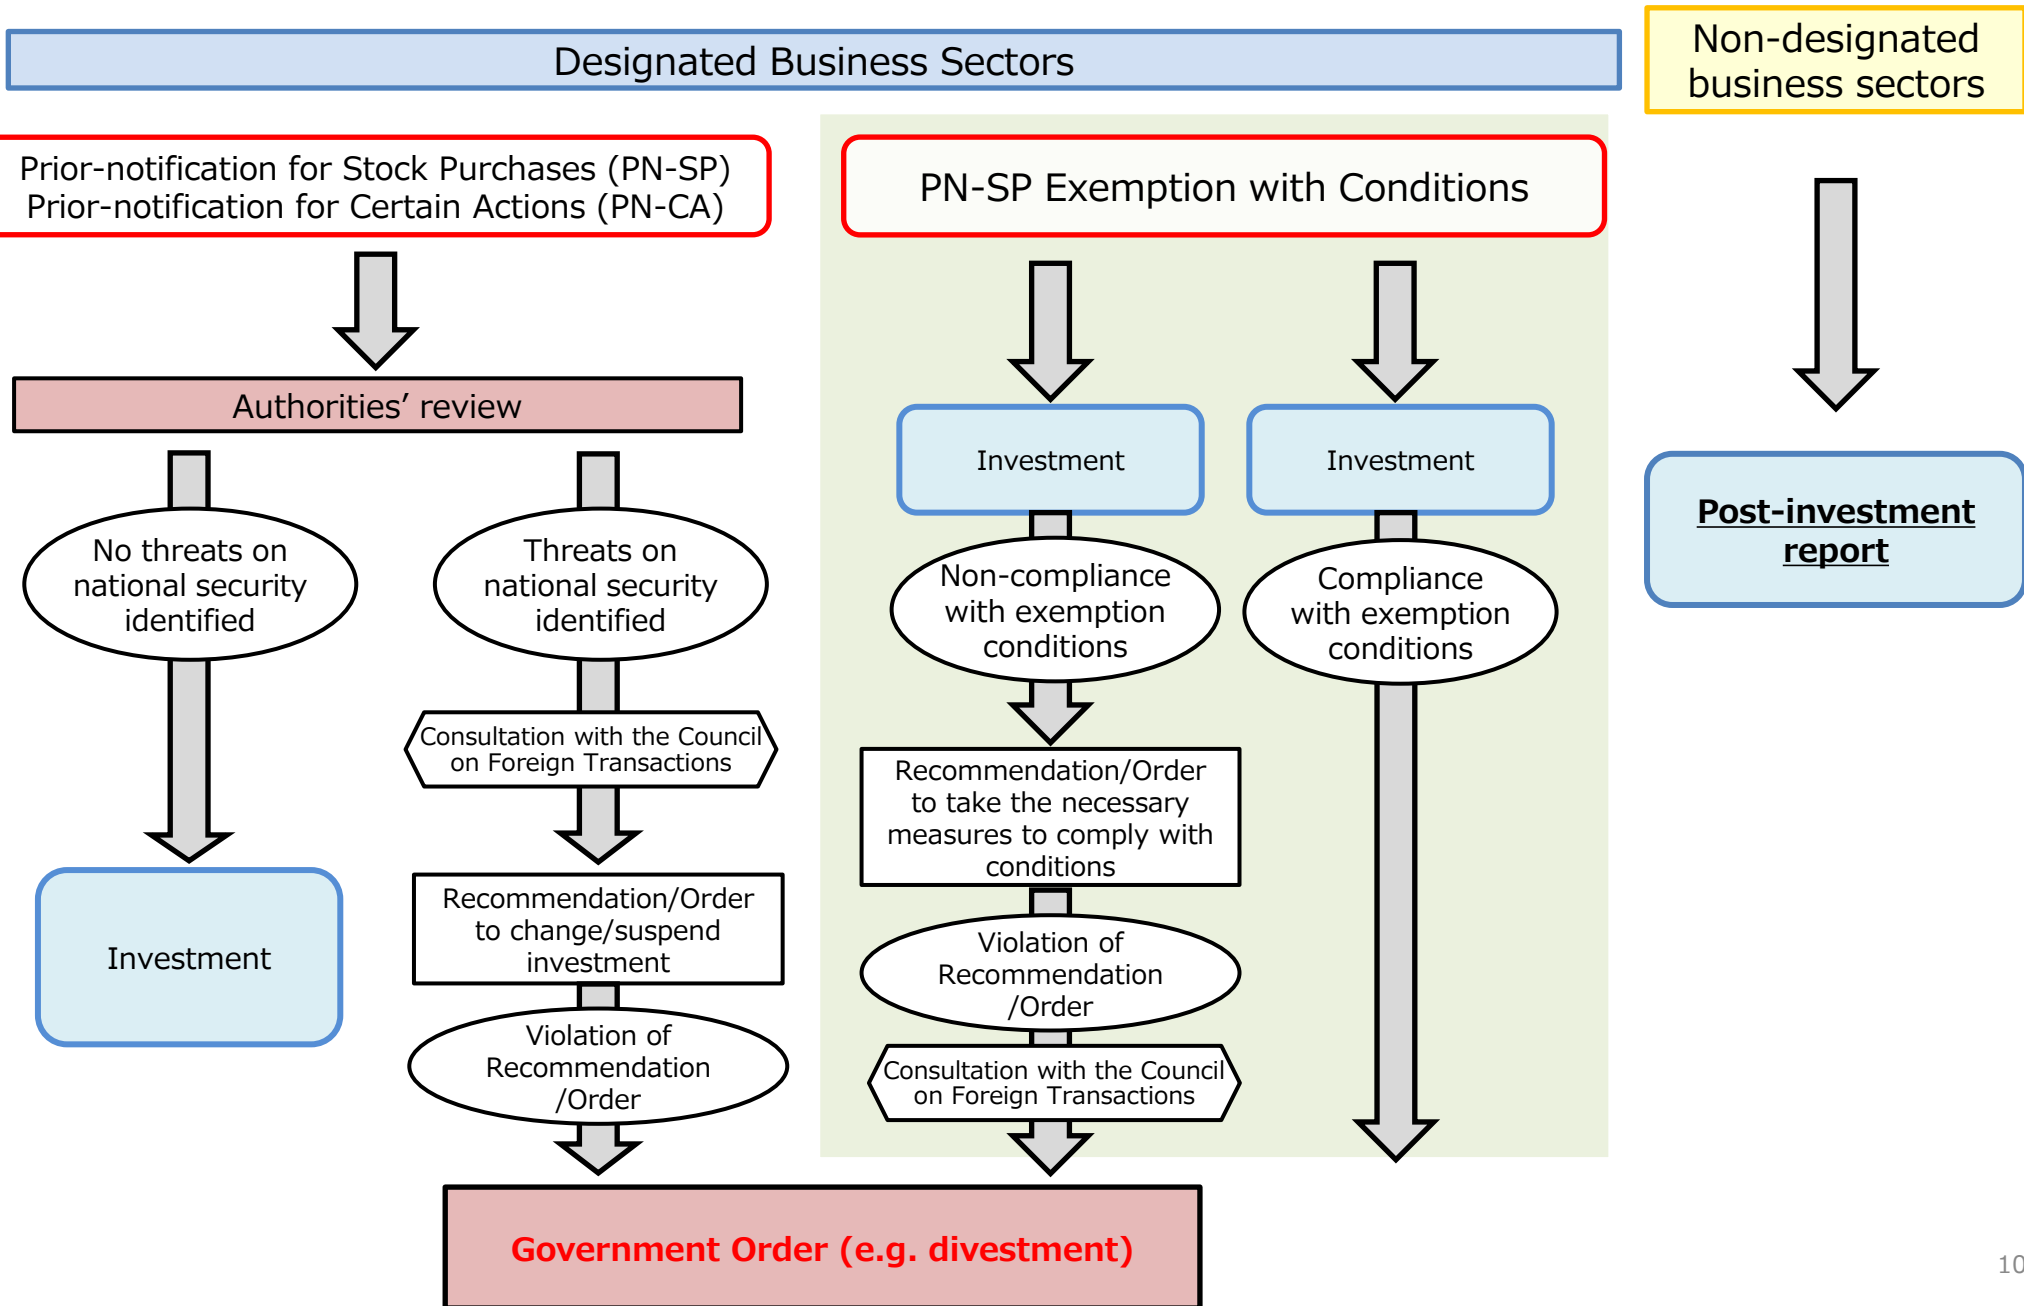 Designated Business Sectors
Non-designated
business sectors
Prior-notification for Stock Purchases (PN-SP)
Prior-notification for Certain Actions (PN-CA)
PN-SP Exemption with Conditions
Authorities’ review
Investment
Investment
Post-investment
report
No threats on
national security
identified
Threats on
national security
identified
Non-compliance
with exemption
conditions
Compliance
with exemption
conditions
Consultation with the Council
on Foreign Transactions
Recommendation/Order
to take the necessary
measures to comply with
conditions
Investment
Recommendation/Order
to change/suspend
investment
Violation of
Recommendation
/Order
Violation of
Recommendation
/Order
Consultation with the Council
on Foreign Transactions
Government Order (e.g. divestment)
10